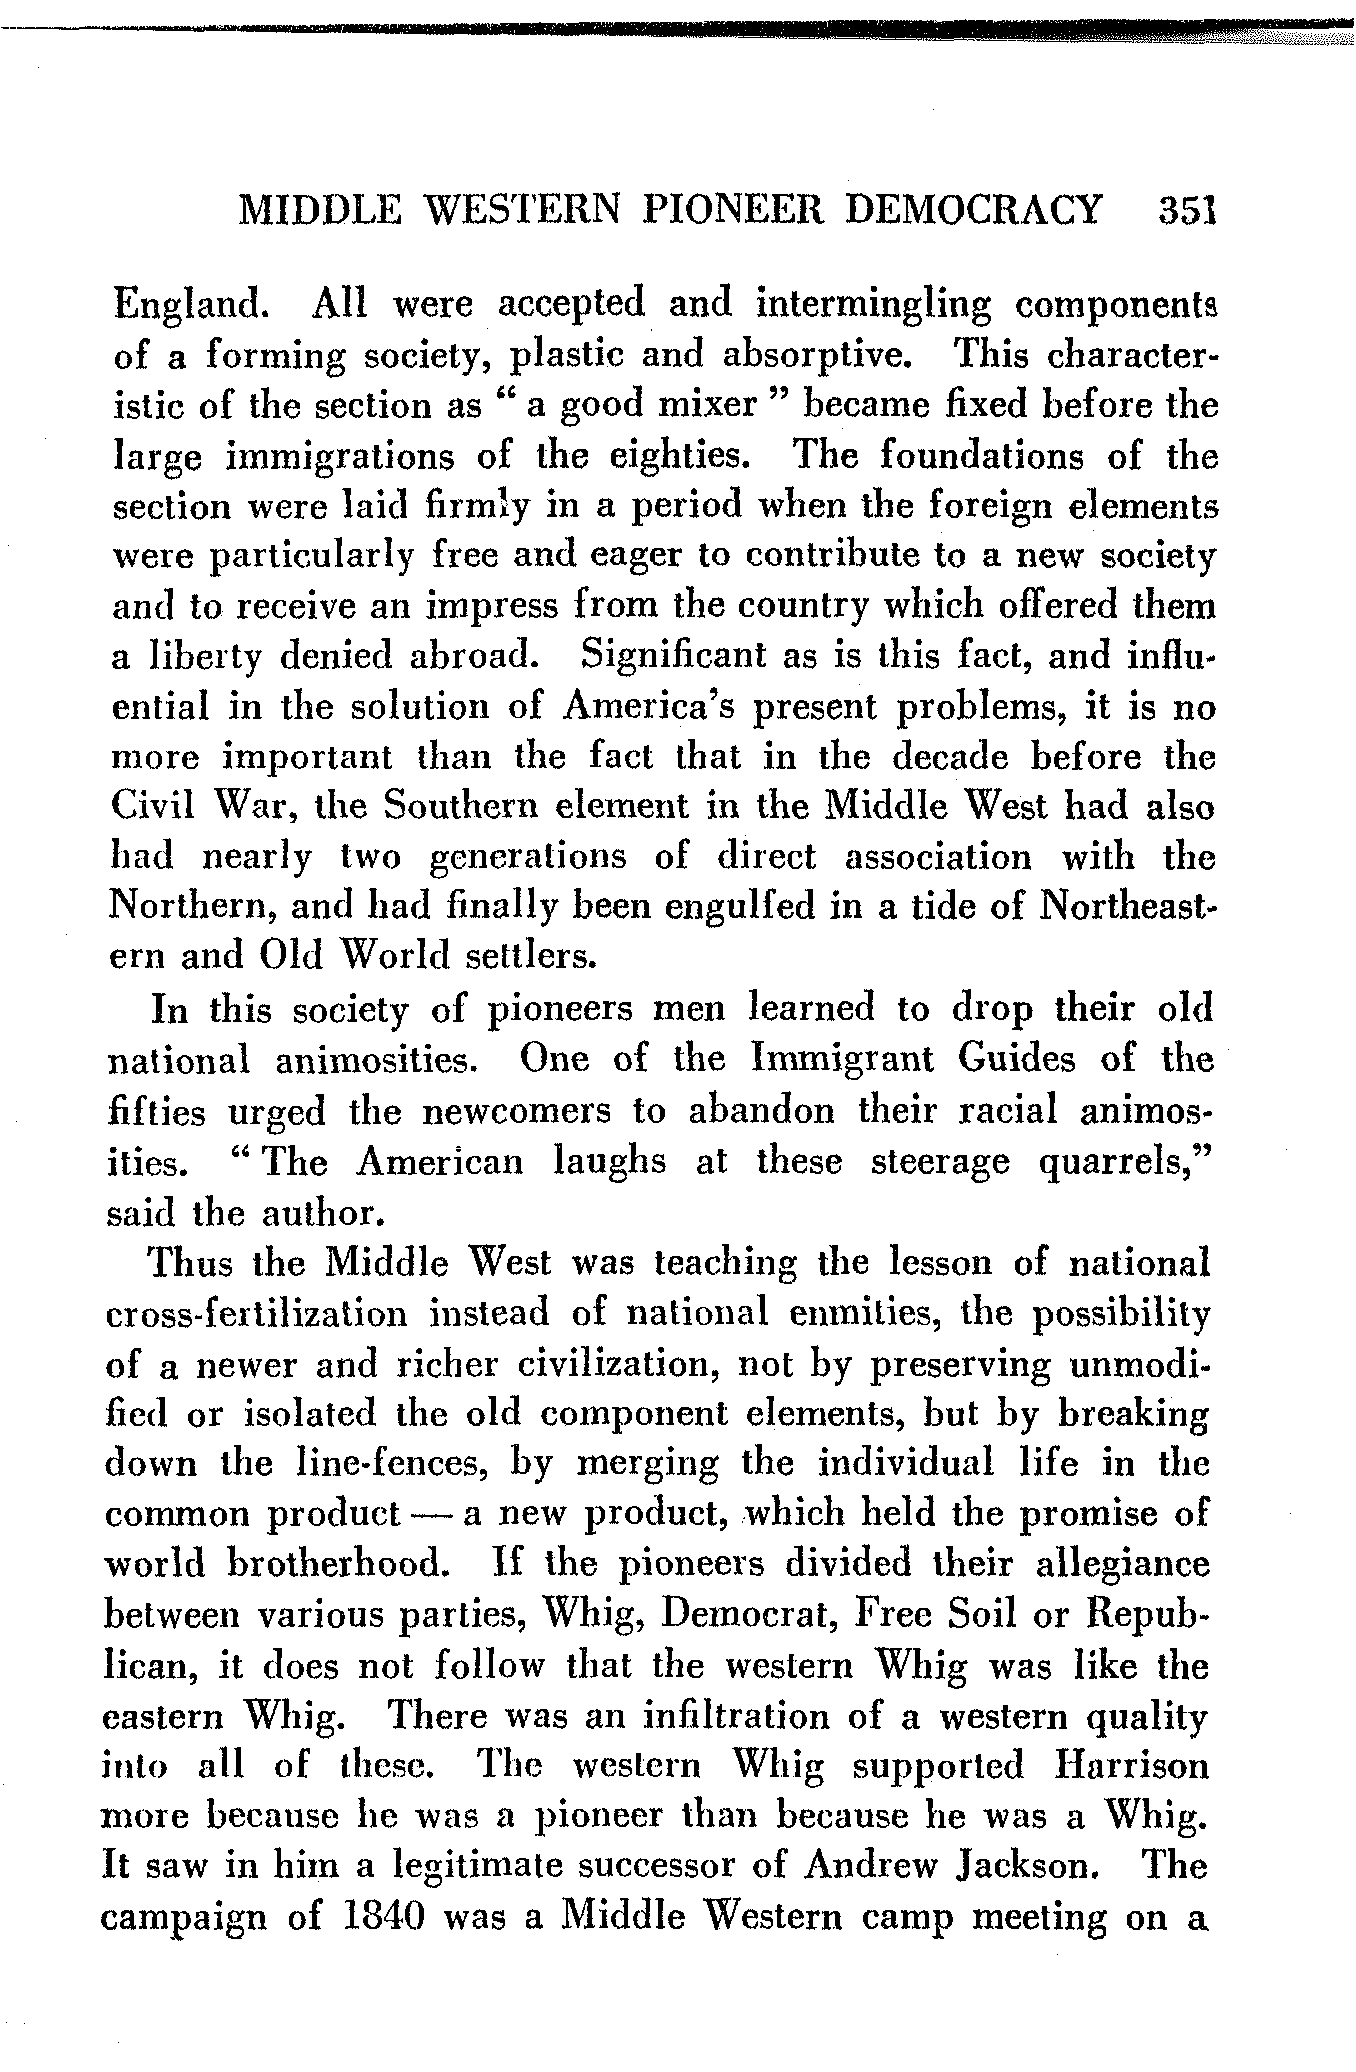 MIDDLE WESTERN PIONEER DEMOCRACY 351
England. All were accepted and intermingling components
of a forming society, plastic and absorptive. This character-
istic of the section as “ a good mixer ” became fixed before the
large immigrations of the eighties. The foundations of the
section were laid firmly in a period when the foreign elements
were particularly free and eager to contribute to a new society
and to receive an impress from the country which offered them
a liberty denied abroad. Significant as is this fact, and influ-
ential in the solution of America’s present problems, it is no
more important than the fact that in the decade before the
Civil War, the Southern element in the Middle West had also
had nearly two generations of direct association with the
Northern, and had finally been engulfed in a tide of Northeast-
ern and Old World settlers.
In this society of pioneers men learned to drop their old
national animosities. One of the Immigrant Guides of the
fifties urged the newcomers to abandon their racial animos-
ities. “ The American laughs at these steerage quarrels,”
said the author.
Thus the Middle West was teaching the lesson of national
cross-fertilization instead of national enmities, the possibility
of a newer and richer civilization, not by preserving unmodi-
fied or isolated the old component elements, but by breaking
down the line-fences, by merging the individual life in the
common product — a new product, which held the promise of
world brotherhood. If the pioneers divided their allegiance
between various parties, Whig, Democrat, Free Soil or Repub-
lican, it does not follow that the western Whig was like the
eastern Whig. There was an infiltration of a western quality
into all of these. The western Whig supported Harrison
more because he was a pioneer than because he was a Whig.
It saw in him a legitimate successor of Andrew Jackson. The
campaign of 1840 was a Middle Western camp meeting on a